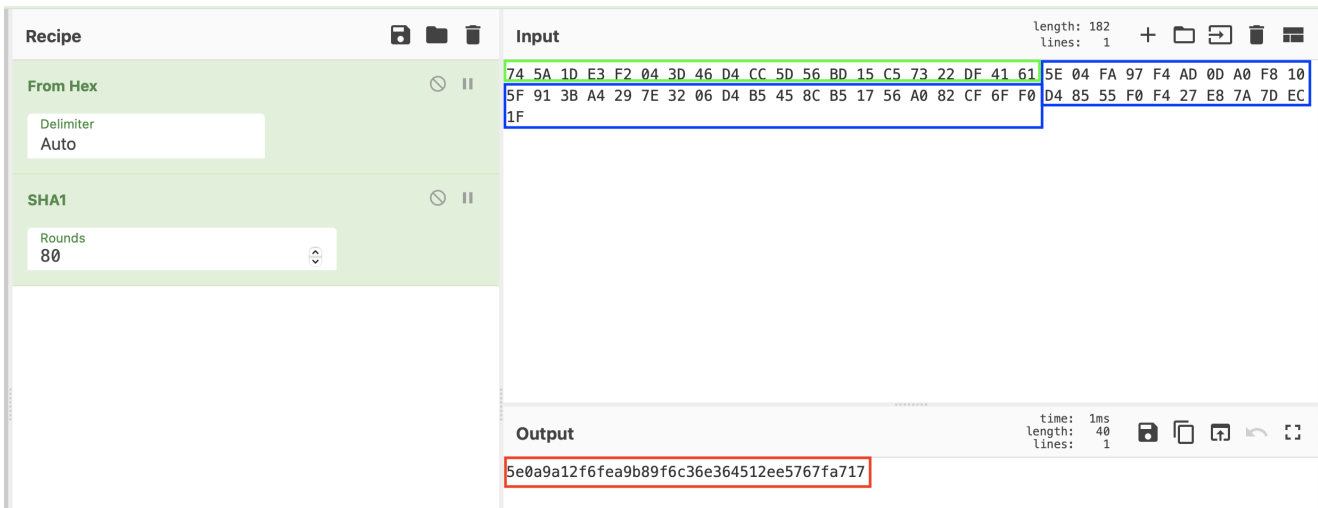 Recipe
Input
length: 182
lines: 1
From Hex
Delimiter
Auto
SHA1
Rounds
80
74 5A 1D E3 F2 04 3D 46 D4 CC 5D 56 BD 15 C5 73 22 DF 41 61 5E 04 FA 97 F4 AD 0D A0 F8 10
5F 91 3B A4 29 7E 32 06 D4 B5 45 8C B5 17 56 A0 82 CF 6F F0 D4 85 55 F0 F4 27 E8 7A 7D EC
1F
Output
time: 1ms
length: 40
lines: 1
5e0a9a12f6fea9b89f6c36e364512ee5767fa717